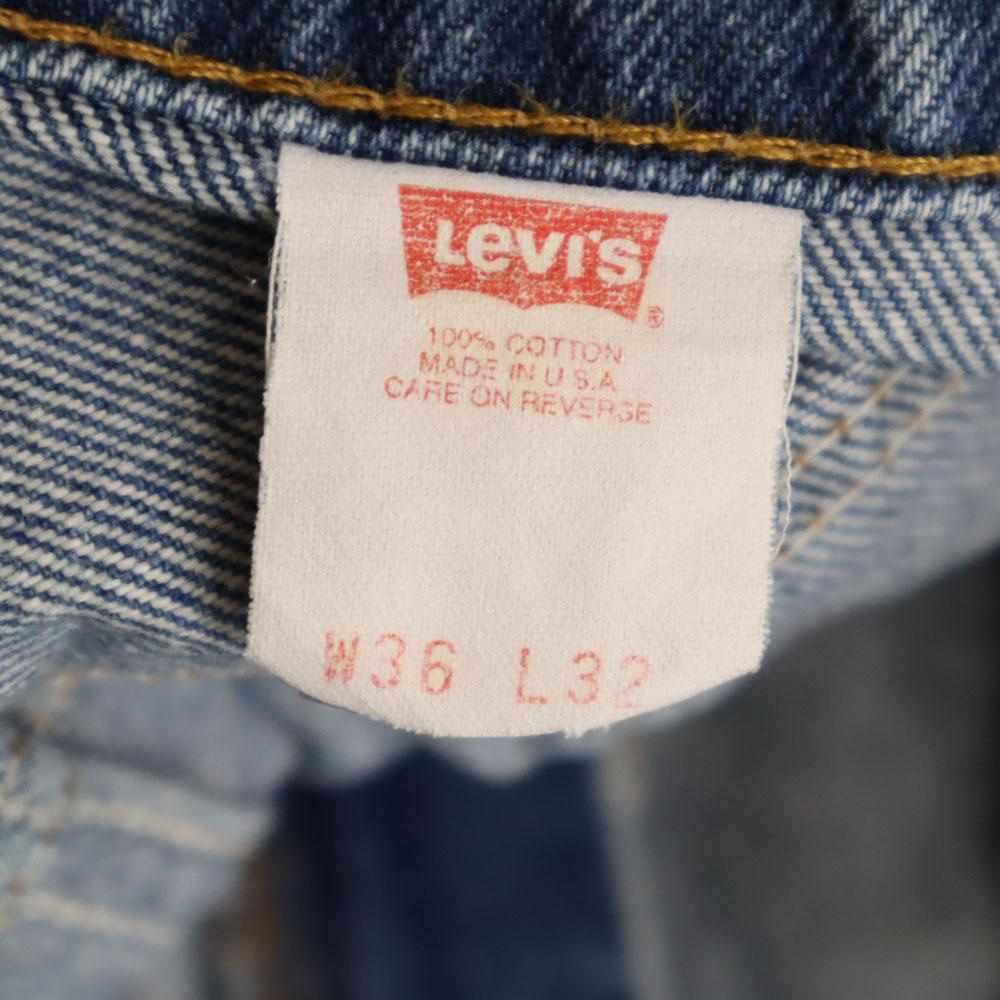 Levi's ®
100% COTTON
MADE IN U.S.A.
CARE ON REVERSE
W36 L32